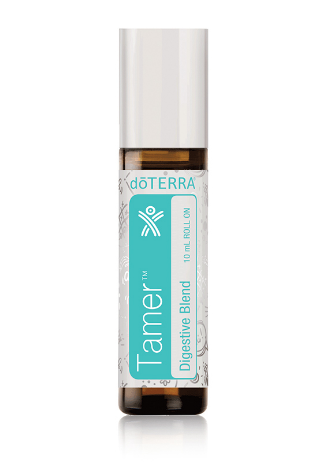 dōTERRA®
Tamer™
Digestive Blend
10 mL ROLL ON